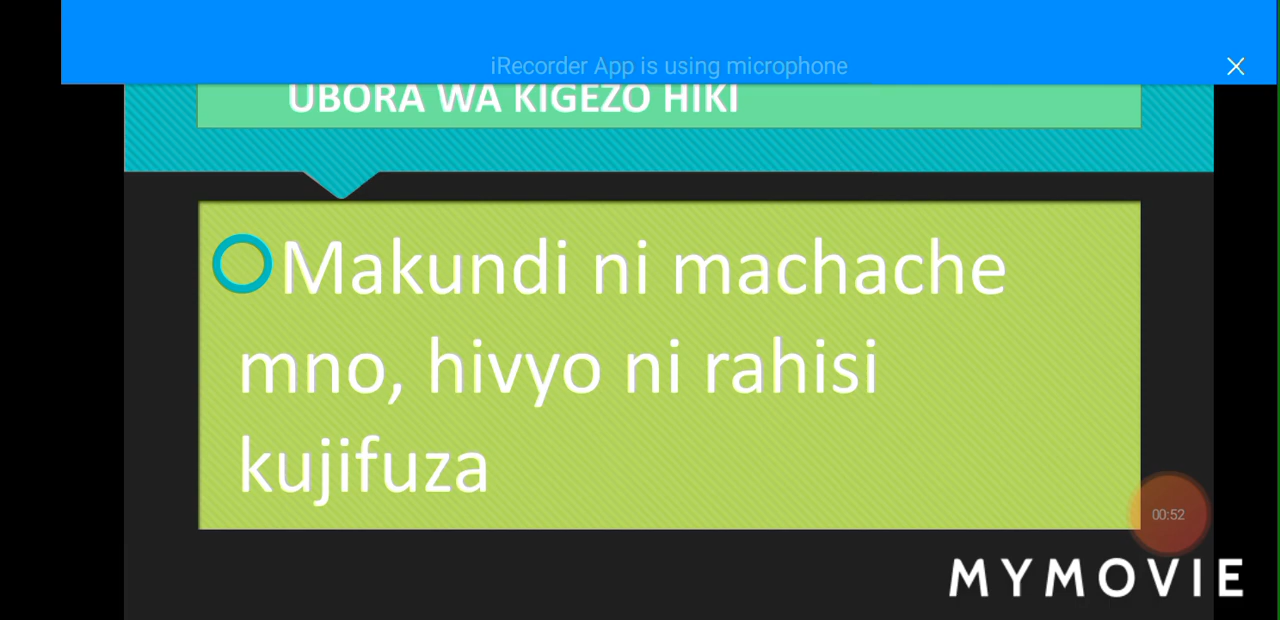 iRecorder App is using microphone
UBORA WA KIGEZO HIKI
Makundi ni machache
mno, hivyo ni rahisi
kujifuza
00:52
MYMOVIE